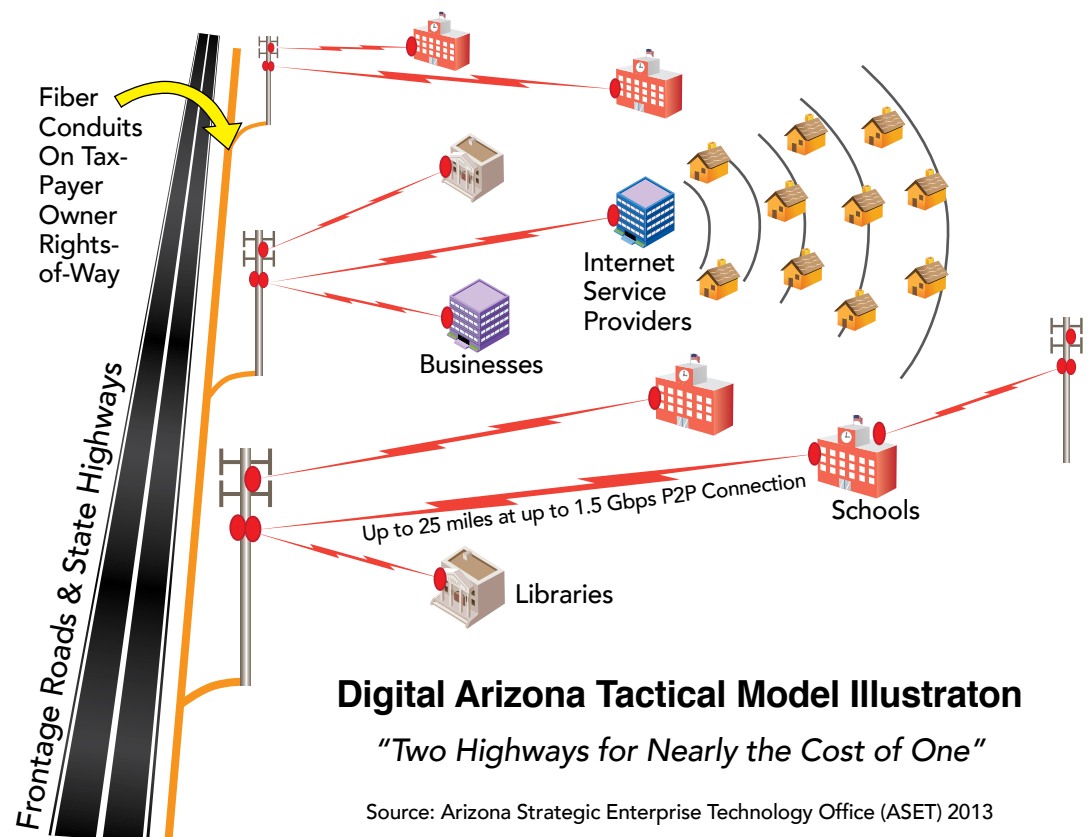 Fiber
Conduits
On Tax-
Payer
Owner
Rights-
of-Way
Frontage Roads & State Highways
Internet
Service
Providers
Businesses
Up to 25 miles at up to 1.5 Gbps P2P Connection
Schools
Libraries
Digital Arizona Tactical Model Illustraton
“Two Highways for Nearly the Cost of One”
Source: Arizona Strategic Enterprise Technology Office (ASET) 2013